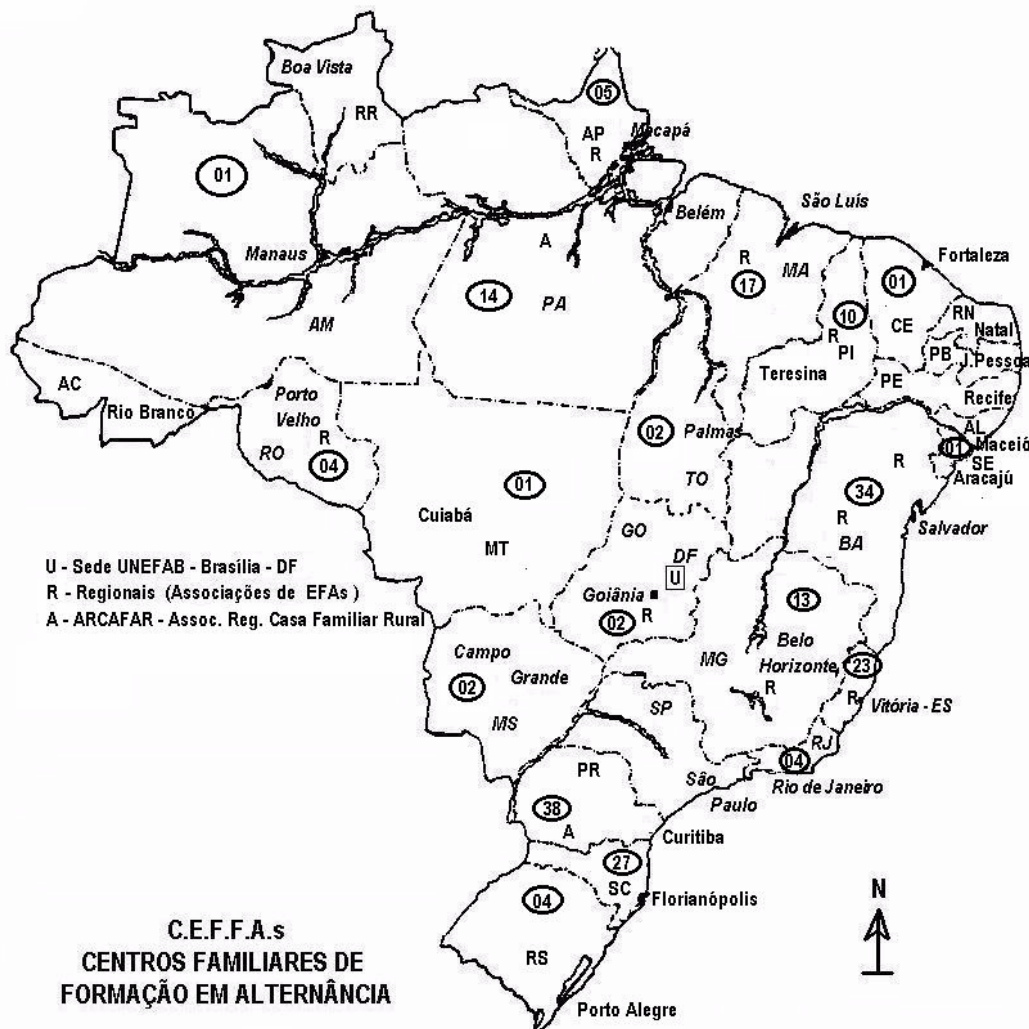 Boa Vista
RR
05
AP
R
Macapá
01
Belém
São Luís
Manaus
A
14
PA
AM
R
17
MA
01
Fortaleza
CE
10
R
PI
RN
Natal
PB
J.Pessoa
Teresina
PE
Recife
AC
Rio Branco
Porto
Velho
R
RO
04
02
Palmas
TO
AL
Maceió
01
SE
Aracajú
R
34
R
BA
Salvador
01
Cuiabá
MT
GO
DF
U
Goiânia
02
R
U - Sede UNEFAB - Brasília - DF
R - Regionais (Associações de EFAs )
A - ARCAFAR - Assoc. Reg. Casa Familiar Rural
13
Belo
Horizonte
MG
R
23
R
Vitória - ES
Campo
Grande
02
MS
SP
São
Paulo
RJ
04
Rio de Janeiro
PR
38
A
Curitiba
27
SC
Florianópolis
04
RS
Porto Alegre
N
C.E.F.F.A.s
CENTROS FAMILIARES DE
FORMAÇÃO EM ALTERNÂNCIA